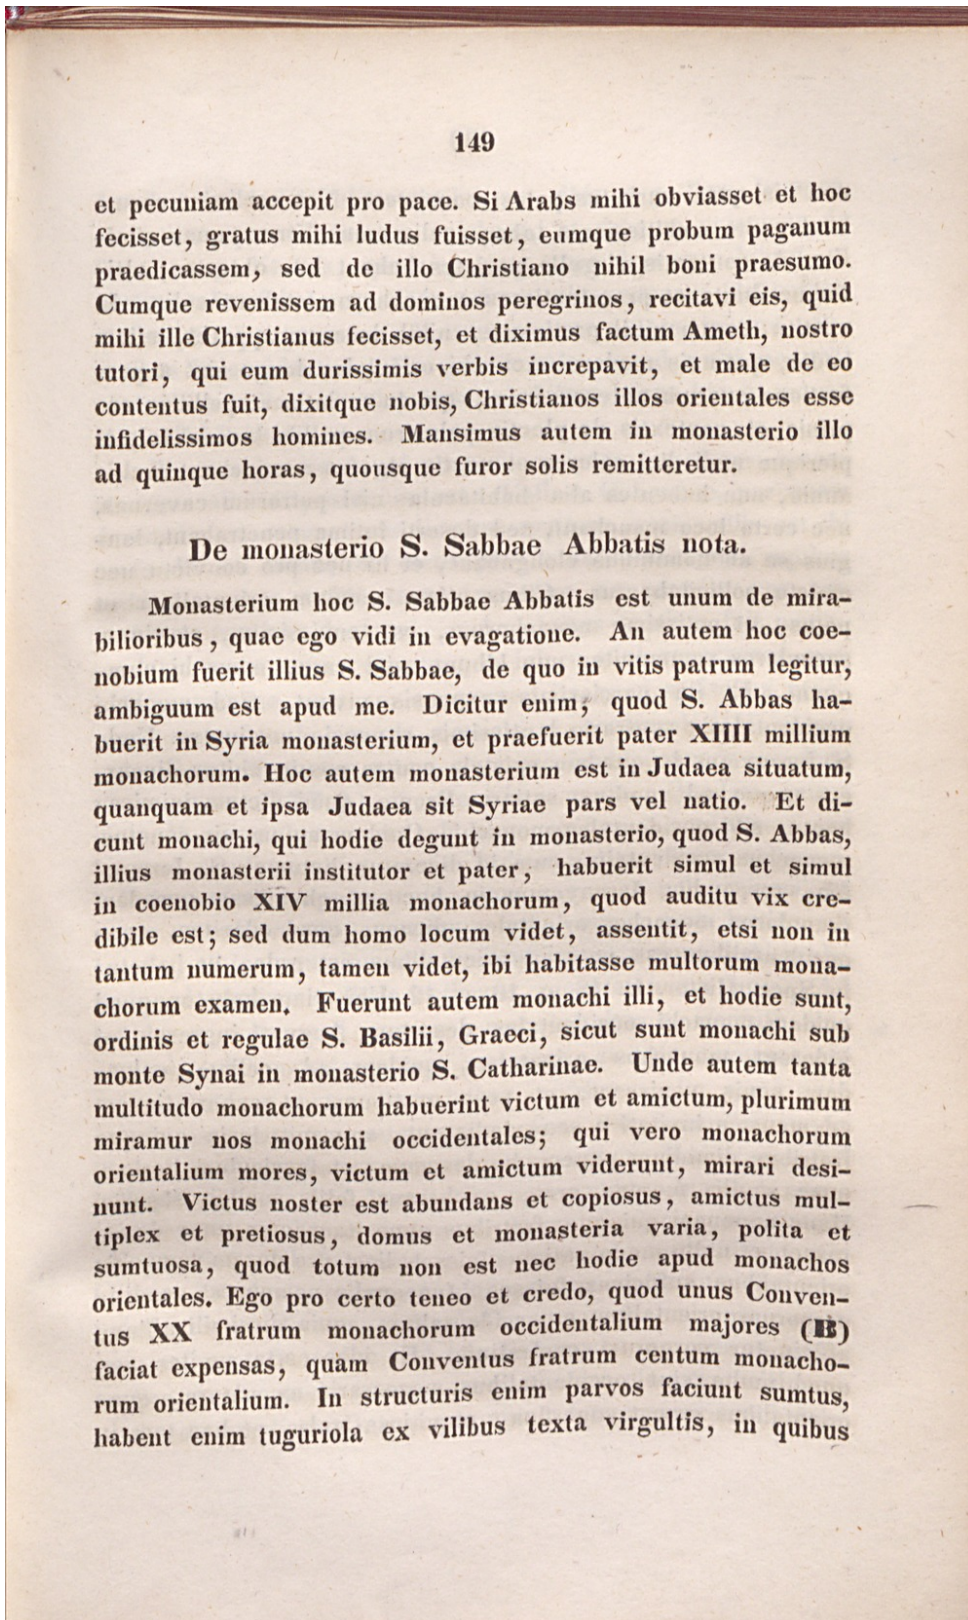 149
et pecuniam accepit pro pace. Si Arabs mihi obviasset et hoc
fecisset, gratus mihi ludus fuisset, eumque probum paganum
praedicassem, sed de illo Christiano nihil boni praesumo.
Cumque revenissem ad dominos peregrinos, recitavi eis, quid
mihi ille Christianus fecisset, et diximus factum Ameth, nostro
tutori, qui eum durissimis verbis increpavit, et male de eo
contentus fuit, dixitque nobis, Christianos illos orientales esse
infidelissimos homines. Mansimus autem in monasterio illo
ad quinque horas, quousque furor solis remitteretur.
De monasterio S. Sabbae Abbatis nota.
Monasterium hoc S. Sabbae Abbatis est unum de mira-
bilioribus, quae ego vidi in evagatione. An autem hoc coe-
nobium fuerit illius S. Sabbae, de quo in vitis patrum legitur,
ambiguum est apud me. Dicitur enim, quod S. Abbas ha-
buerit in Syria monasterium, et praefuerit pater XIIII millium
monachorum. Hoc autem monasterium est in Judaea situatum,
quanquam et ipsa Judaea sit Syriae pars vel natio. Et di-
cunt monachi, qui hodie degunt in monasterio, quod S. Abbas,
illius monasterii institutor et pater, habuerit simul et simul
in coenobio XIV millia monachorum, quod auditu vix cre-
dibile est; sed dum homo locum videt, assentit, etsi non in
tantum numerum, tamen videt, ibi habitasse multorum mona-
chorum examen. Fuerunt autem monachi illi, et hodie sunt,
ordinis et regulae S. Basilii, Graeci, sicut sunt monachi sub
monte Synai in monasterio S. Catharinae. Unde autem tanta
multitudo monachorum habuerint victum et amictum, plurimum
miramur nos monachi occidentales; qui vero monachorum
orientalium mores, victum et amictum viderunt, mirari desi-
nunt. Victus noster est abundans et copiosus, amictus mul-
tiplex et pretiosus, domus et monasteria varia, polita et
sumtuosa, quod totum non est nec hodie apud monachos
orientales. Ego pro certo teneo et credo, quod unus Conven-
tus XX fratrum monachorum occidentalium majores (B)
faciat expensas, quam Conventus fratrum centum monacho-
rum orientalium. In structuris enim parvos faciunt sumtus,
habent enim tuguriola ex vilibus texta virgultis, in quibus